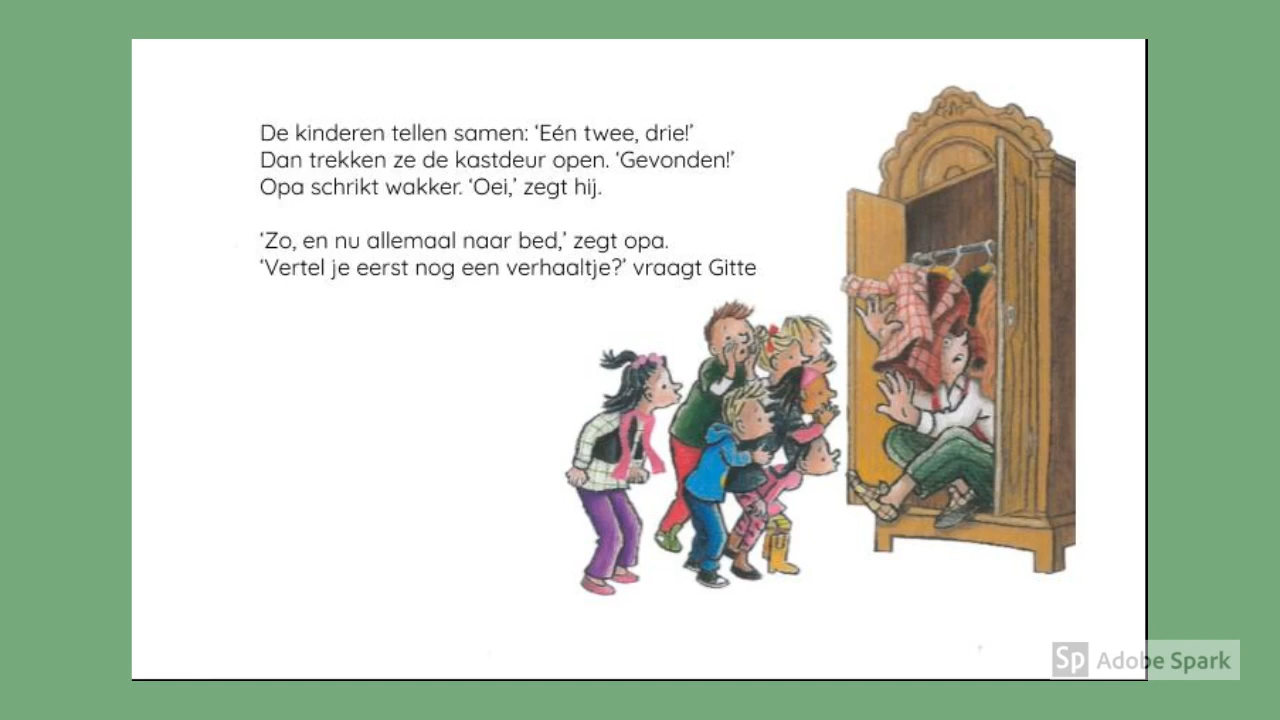 De kinderen tellen samen: ‘Eén twee, drie!’
Dan trekken ze de kastdeur open. ‘Gevonden!’
Opa schrikt wakker. ‘Oei,’ zegt hij.
‘Zo, en nu allemaal naar bed,’ zegt opa.
‘Vertel je eerst nog een verhaaltje?’ vraagt Gitte
Sp Adobe Spark